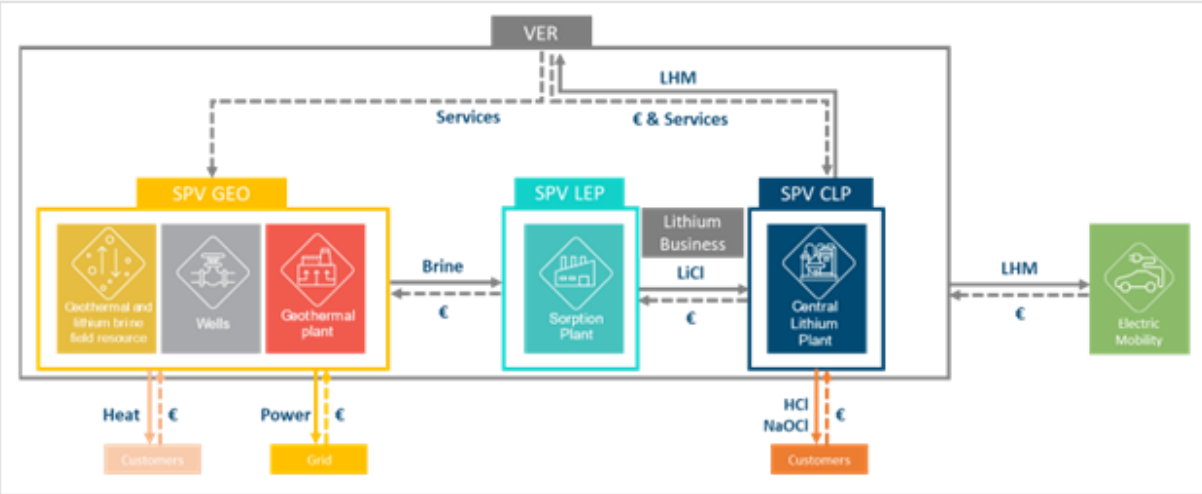 VER
LHM
Services
€ & Services
SPV GEO
SPV LEP
SPV CLP
Lithium
Business
Geothermal and
lithium brine
field resource
Wells
Geothermal
plant
Brine
€
Sorption
Plant
LiCl
€
Central
Lithium
Plant
LHM
€
Electric
Mobility
Heat
€
Power
€
HCl
NaOCl
€
Customers
Grid
Customers